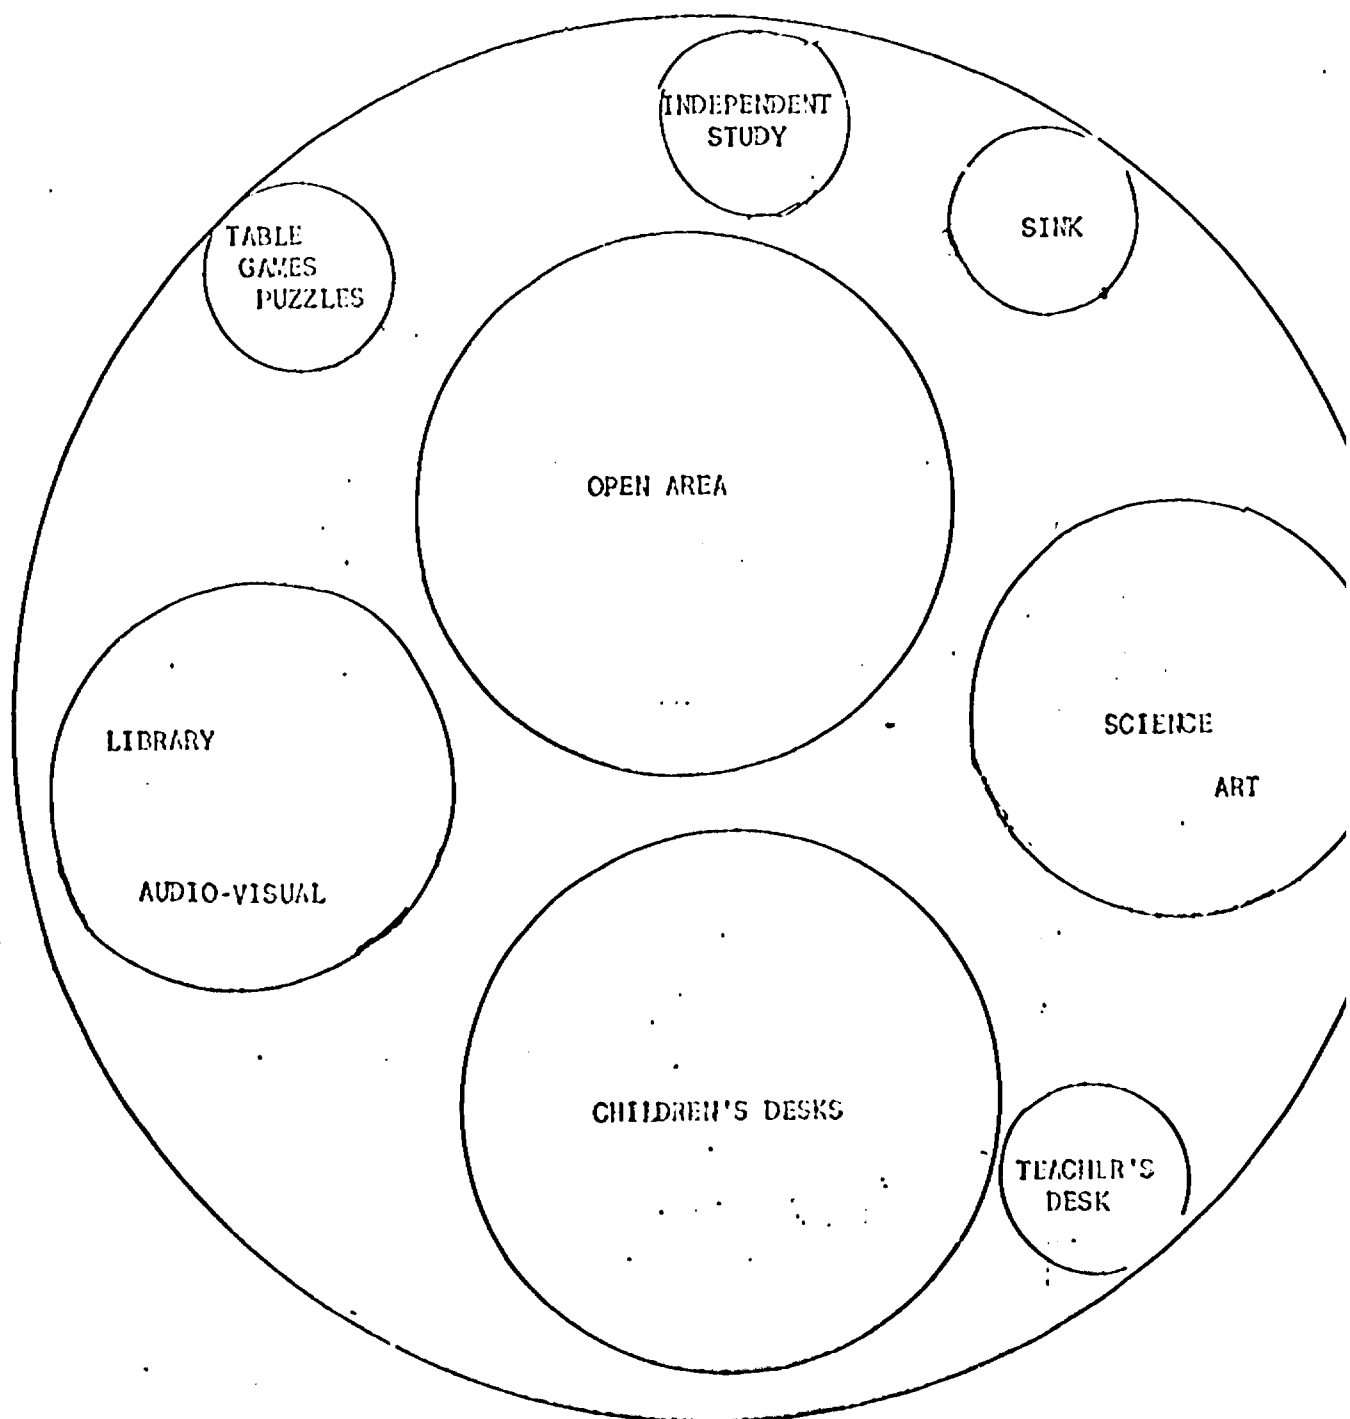 INDEPENDENT
STUDY
SINK
TABLE
GAMES
PUZZLES
OPEN AREA
LIBRARY
SCIENCE
ART
AUDIO-VISUAL
CHILDREN'S DESKS
TEACHER'S
DESK